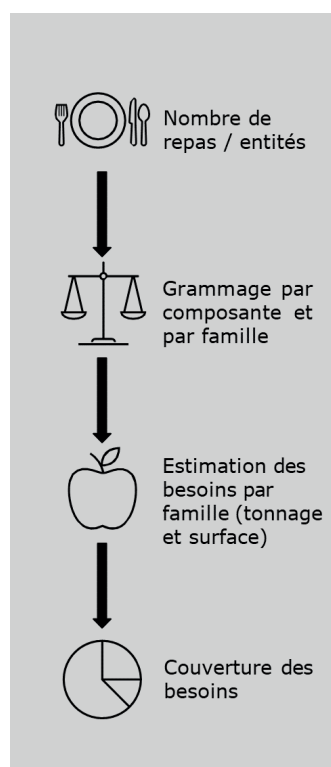 Nombre de
repas / entités
Grammage par
composante et
par famille
Estimation des
besoins par
famille (tonnage
et surface)
Couverture des
besoins